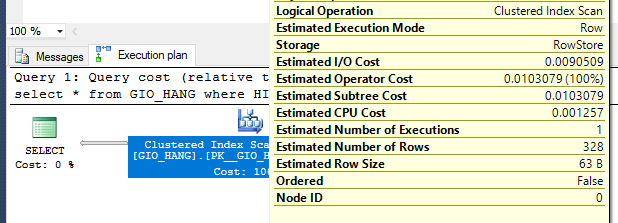 Logical Operation Clustered Index Scan
100 % Estimated Execution Mode Row
Storage RowStore
Messages Execution plan Estimated I/O Cost 0.0090509
Query 1: Query cost (relative t Estimated Operator Cost 0.0103079 (100%)
select * from GIO_HANG where HI Estimated Subtree Cost 0.0103079
Estimated CPU Cost 0.001257
Estimated Number of Executions 1
SELECT Clustered Index Sca Estimated Number of Rows 328
Cost: 0 % [GIO_HANG].[PK__GIO_H Estimated Row Size 63 B
Cost: 10 Ordered False
Node ID 0